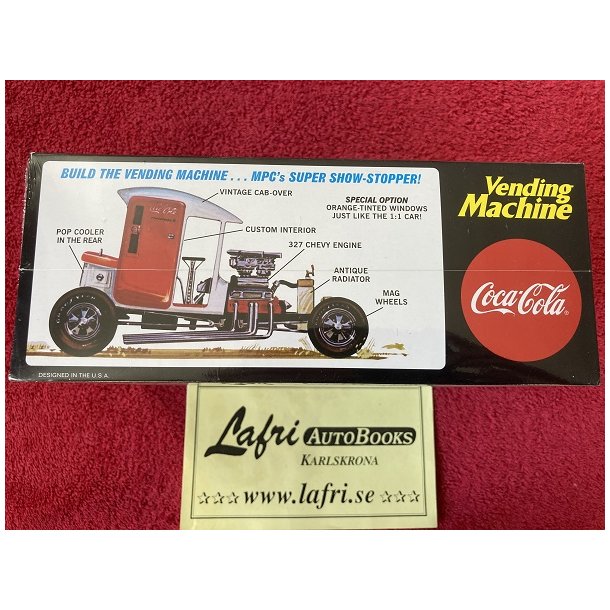 BUILD THE VENDING MACHINE . . . MPC's SUPER SHOW-STOPPER!
VINTAGE CAB-OVER
SPECIAL OPTION
ORANGE-TINTED WINDOWS
JUST LIKE THE 1:1 CAR!
POP COOLER
IN THE REAR
CUSTOM INTERIOR
327 CHEVY ENGINE
ANTIQUE
RADIATOR
MAG
WHEELS
DESIGNED IN THE U.S.A.
Vending
Machine
Coca-Cola
Lafri AUTOBOOKS
KARLSKRONA
www.lafri.se